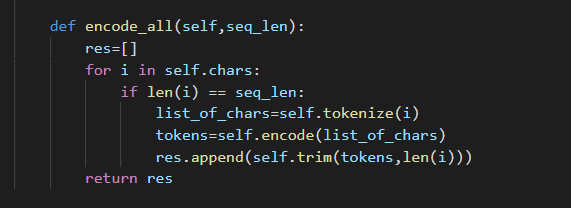 def encode_all(self,seq_len):
    res=[]
    for i in self.chars:
        if len(i) == seq_len:
            list_of_chars=self.tokenize(i)
            tokens=self.encode(list_of_chars)
            res.append(self.trim(tokens,len(i)))
    return res